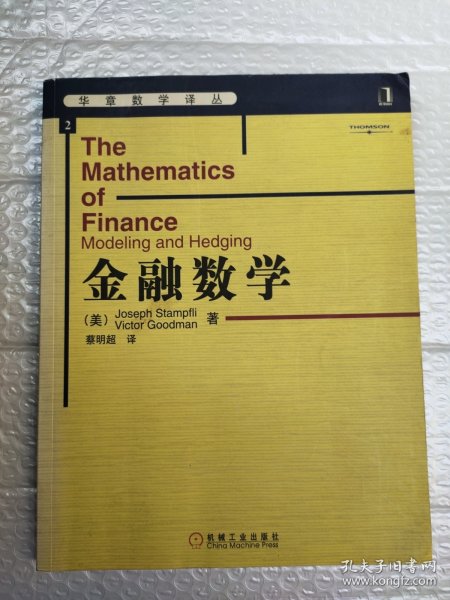 华章数学译丛
2
THOMSON
The
Mathematics
of
Finance
Modeling and Hedging
金融数学
(美) Joseph Stampfli
Victor Goodman 著
蔡明超 译
机械工业出版社
China Machine Press
孔夫子旧书网
www.kongfz.com